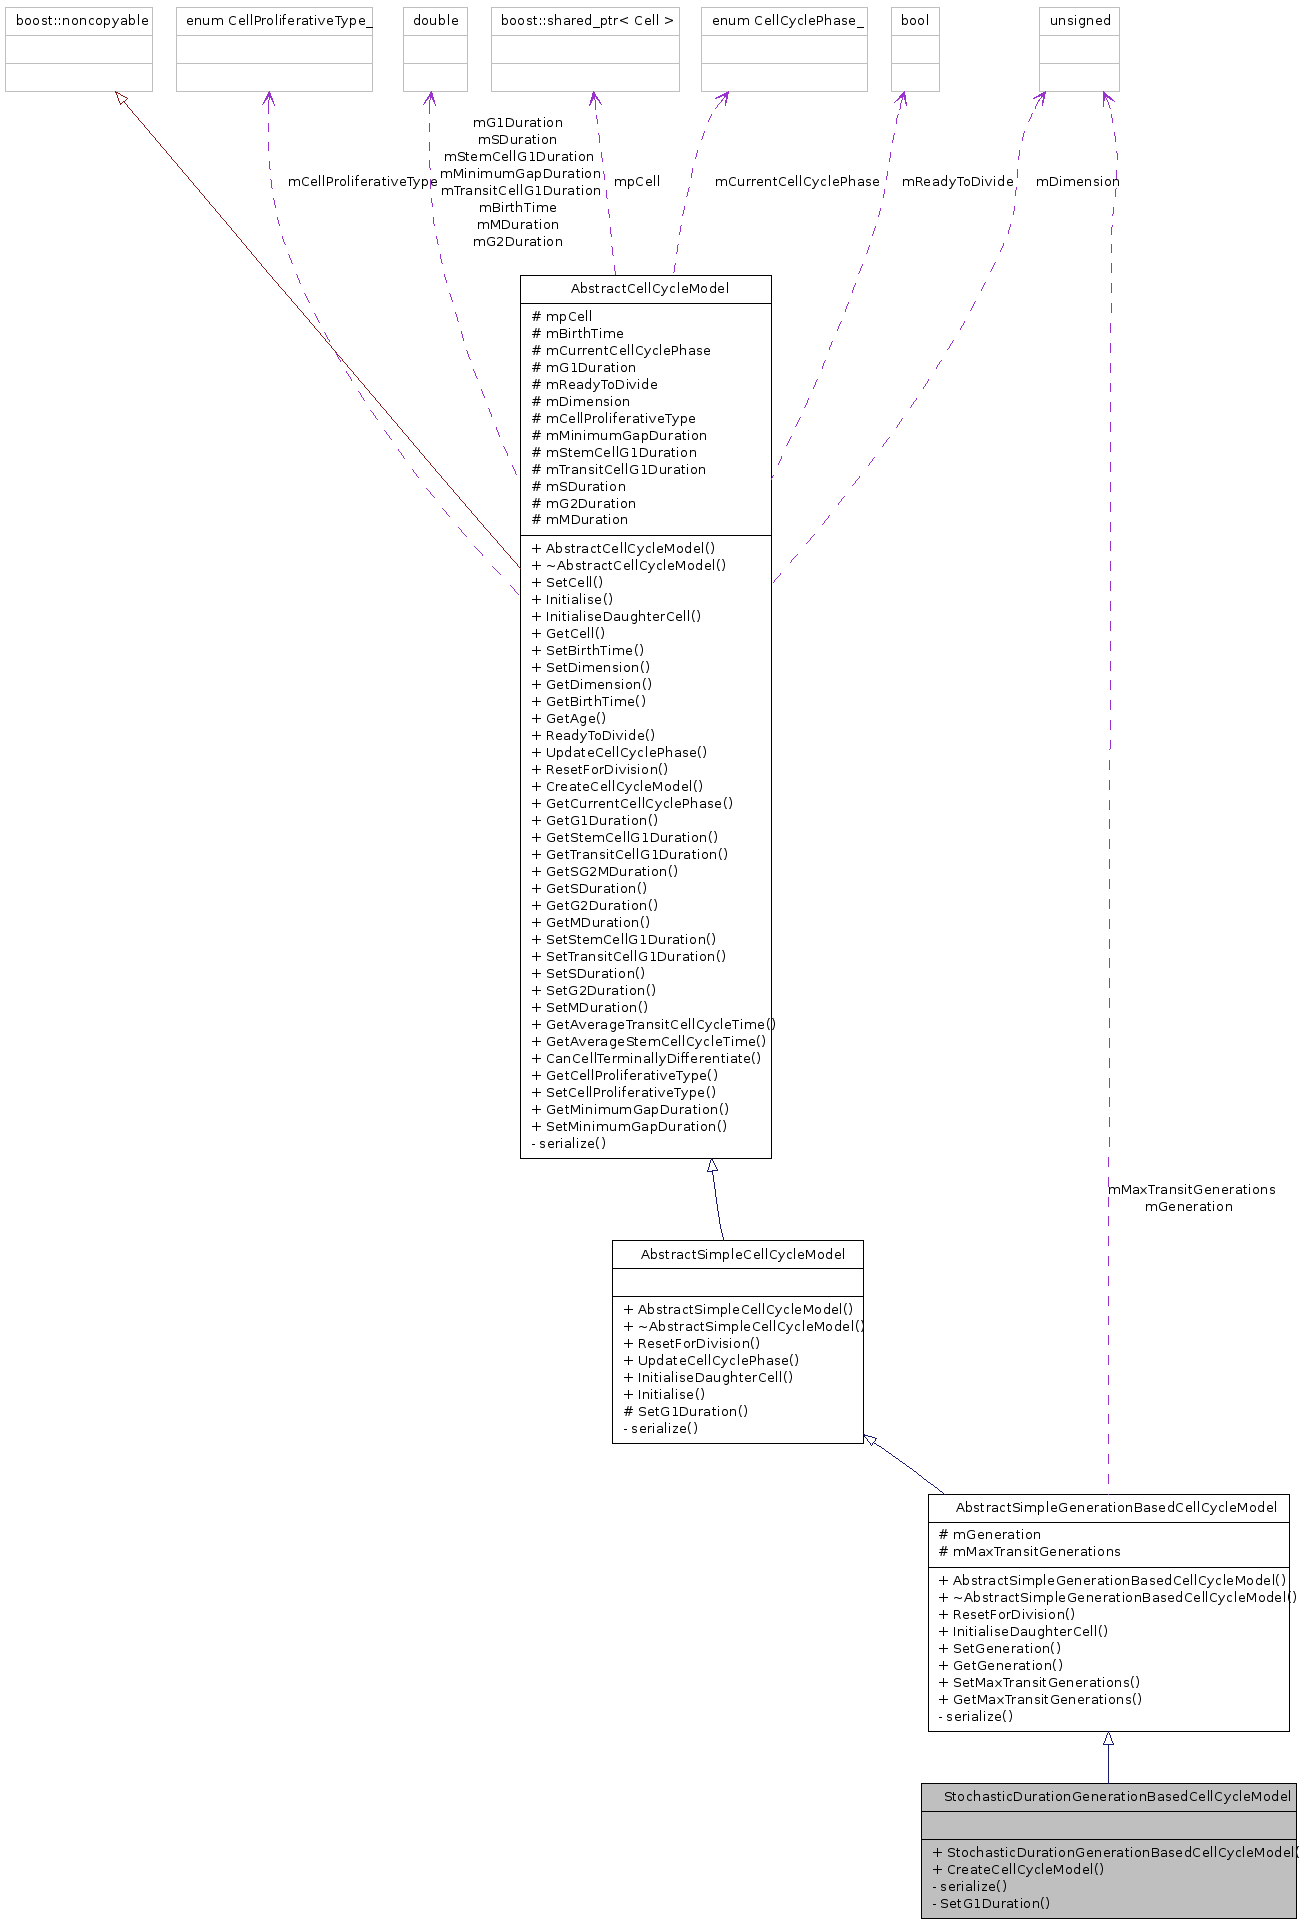 boost::noncopyable
enum CellProliferativeType_
double
boost::shared_ptr< Cell >
enum CellCyclePhase_
bool
unsigned
mCellProliferativeType
mG1Duration
mSDuration
mStemCellG1Duration
mMinimumGapDuration
mTransitCellG1Duration
mBirthTime
mMDuration
mG2Duration
mpCell
mCurrentCellCyclePhase
mReadyToDivide
mDimension
AbstractCellCycleModel
# mpCell
# mBirthTime
# mCurrentCellCyclePhase
# mG1Duration
# mReadyToDivide
# mDimension
# mCellProliferativeType
# mMinimumGapDuration
# mStemCellG1Duration
# mTransitCellG1Duration
# mSDuration
# mG2Duration
# mMDuration
+ AbstractCellCycleModel()
+ ~AbstractCellCycleModel()
+ SetCell()
+ Initialise()
+ InitialiseDaughterCell()
+ GetCell()
+ SetBirthTime()
+ SetDimension()
+ GetDimension()
+ GetBirthTime()
+ GetAge()
+ ReadyToDivide()
+ UpdateCellCyclePhase()
+ ResetForDivision()
+ CreateCellCycleModel()
+ GetCurrentCellCyclePhase()
+ GetG1Duration()
+ GetStemCellG1Duration()
+ GetTransitCellG1Duration()
+ GetSG2MDuration()
+ GetSDuration()
+ GetG2Duration()
+ GetMDuration()
+ SetStemCellG1Duration()
+ SetTransitCellG1Duration()
+ SetSDuration()
+ SetG2Duration()
+ SetMDuration()
+ GetAverageTransitCellCycleTime()
+ GetAverageStemCellCycleTime()
+ CanCellTerminallyDifferentiate()
+ GetCellProliferativeType()
+ SetCellProliferativeType()
+ GetMinimumGapDuration()
+ SetMinimumGapDuration()
- serialize()
mMaxTransitGenerations
mGeneration
AbstractSimpleCellCycleModel
+ AbstractSimpleCellCycleModel()
+ ~AbstractSimpleCellCycleModel()
+ ResetForDivision()
+ UpdateCellCyclePhase()
+ InitialiseDaughterCell()
+ Initialise()
# SetG1Duration()
- serialize()
AbstractSimpleGenerationBasedCellCycleModel
# mGeneration
# mMaxTransitGenerations
+ AbstractSimpleGenerationBasedCellCycleModel()
+ ~AbstractSimpleGenerationBasedCellCycleModel()
+ ResetForDivision()
+ InitialiseDaughterCell()
+ SetGeneration()
+ GetGeneration()
+ SetMaxTransitGenerations()
+ GetMaxTransitGenerations()
- serialize()
StochasticDurationGenerationBasedCellCycleModel
+ StochasticDurationGenerationBasedCellCycleModel(
+ CreateCellCycleModel()
- serialize()
- SetG1Duration()